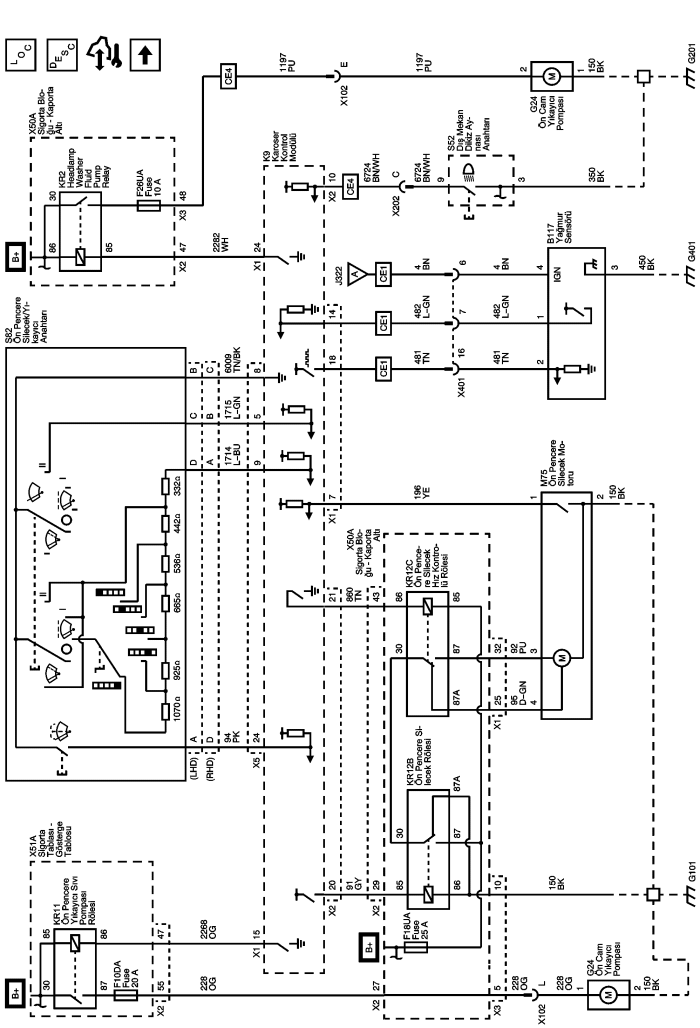 X51A
Sigorta
Tablası -
Gösterge
Tablosu
B+
30
87
F10DA
Fuse
20 A
KR11
Ön Pencere
Yıkayıcı Sıvı
Pompası
Rölesi
85
86
X2
55
47
228
OG
2268
OG
X1
15
S82
Ön Pencere
Silecek/Yı-
kayıcı
Anahtarı
I
II
I
II
1070Ω
925Ω
665Ω
536Ω
442Ω
332Ω
(LHD)
A
D
C
B
(RHD)
D
A
B
C
94
PK
1714
L-BU
1715
L-GN
6009
TN/BK
X5
24
9
5
8
X50A
Sigorta Blo-
ğu - Kaporta
Altı
B+
86
30
85
KR2
Headlamp
Washer
Fluid
Pump
Relay
F26UA
Fuse
10 A
X2
47
X3
48
2282
WH
X1
24
LOC
DESC
K9
Karoser
Kontrol
Modülü
X2
20
21
X1
7
18
14
X2
10
91
GY
860
TN
X2
27
29
43
X50A
Sigorta Blo-
ğu - Kaporta
Altı
B+
F18UA
Fuse
25 A
KR12B
Ön Pencere Si-
lecek Rölesi
85
30
86
87
87A
KR12C
Ön Pence-
re Silecek
Hız Kontro-
lü Rölesi
30
86
87A
87
85
X3
5
10
X1
25
32
228
OG
X102
L
228
OG
1
G24
Ön Cam
Yıkayıcı
Pompası
M
2
150
BK
150
BK
G101
95
D-GN
92
PU
4
3
M75
Ön Pencere
Silecek Mo-
toru
M
1
2
150
BK
196
YE
CE1
CE1
CE1
J322
A
481
TN
482
L-GN
4
BN
X401
16
7
6
481
TN
482
L-GN
4
BN
2
1
4
IGN
B117
Yağmur
Sensörü
3
450
BK
G401
CE4
6724
BN/WH
X202
C
6724
BN/WH
9
S52
Dış Mekan
Dikiz Ay-
nası
Anahtarı
3
350
BK
CE4
1197
PU
X102
E
1197
PU
2
G24
Ön Cam
Yıkayıcı
Pompası
M
1
150
BK
G201